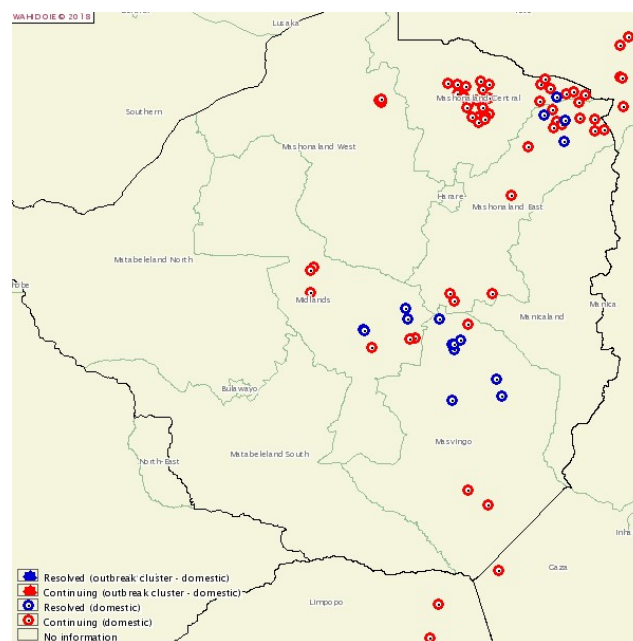 WAHID OIE © 2018
Lusaka
Southern
Mashonaland Central
Mashonaland West
Harare
Mashonaland East
Matabeleland North
Midlands
Manica
Manicaland
Bulawayo
Masvingo
Matabeleland South
North-East
Inha
Gaza
Limpopo
Resolved (outbreak cluster - domestic)
Continuing (outbreak cluster - domestic)
Resolved (domestic)
Continuing (domestic)
No information